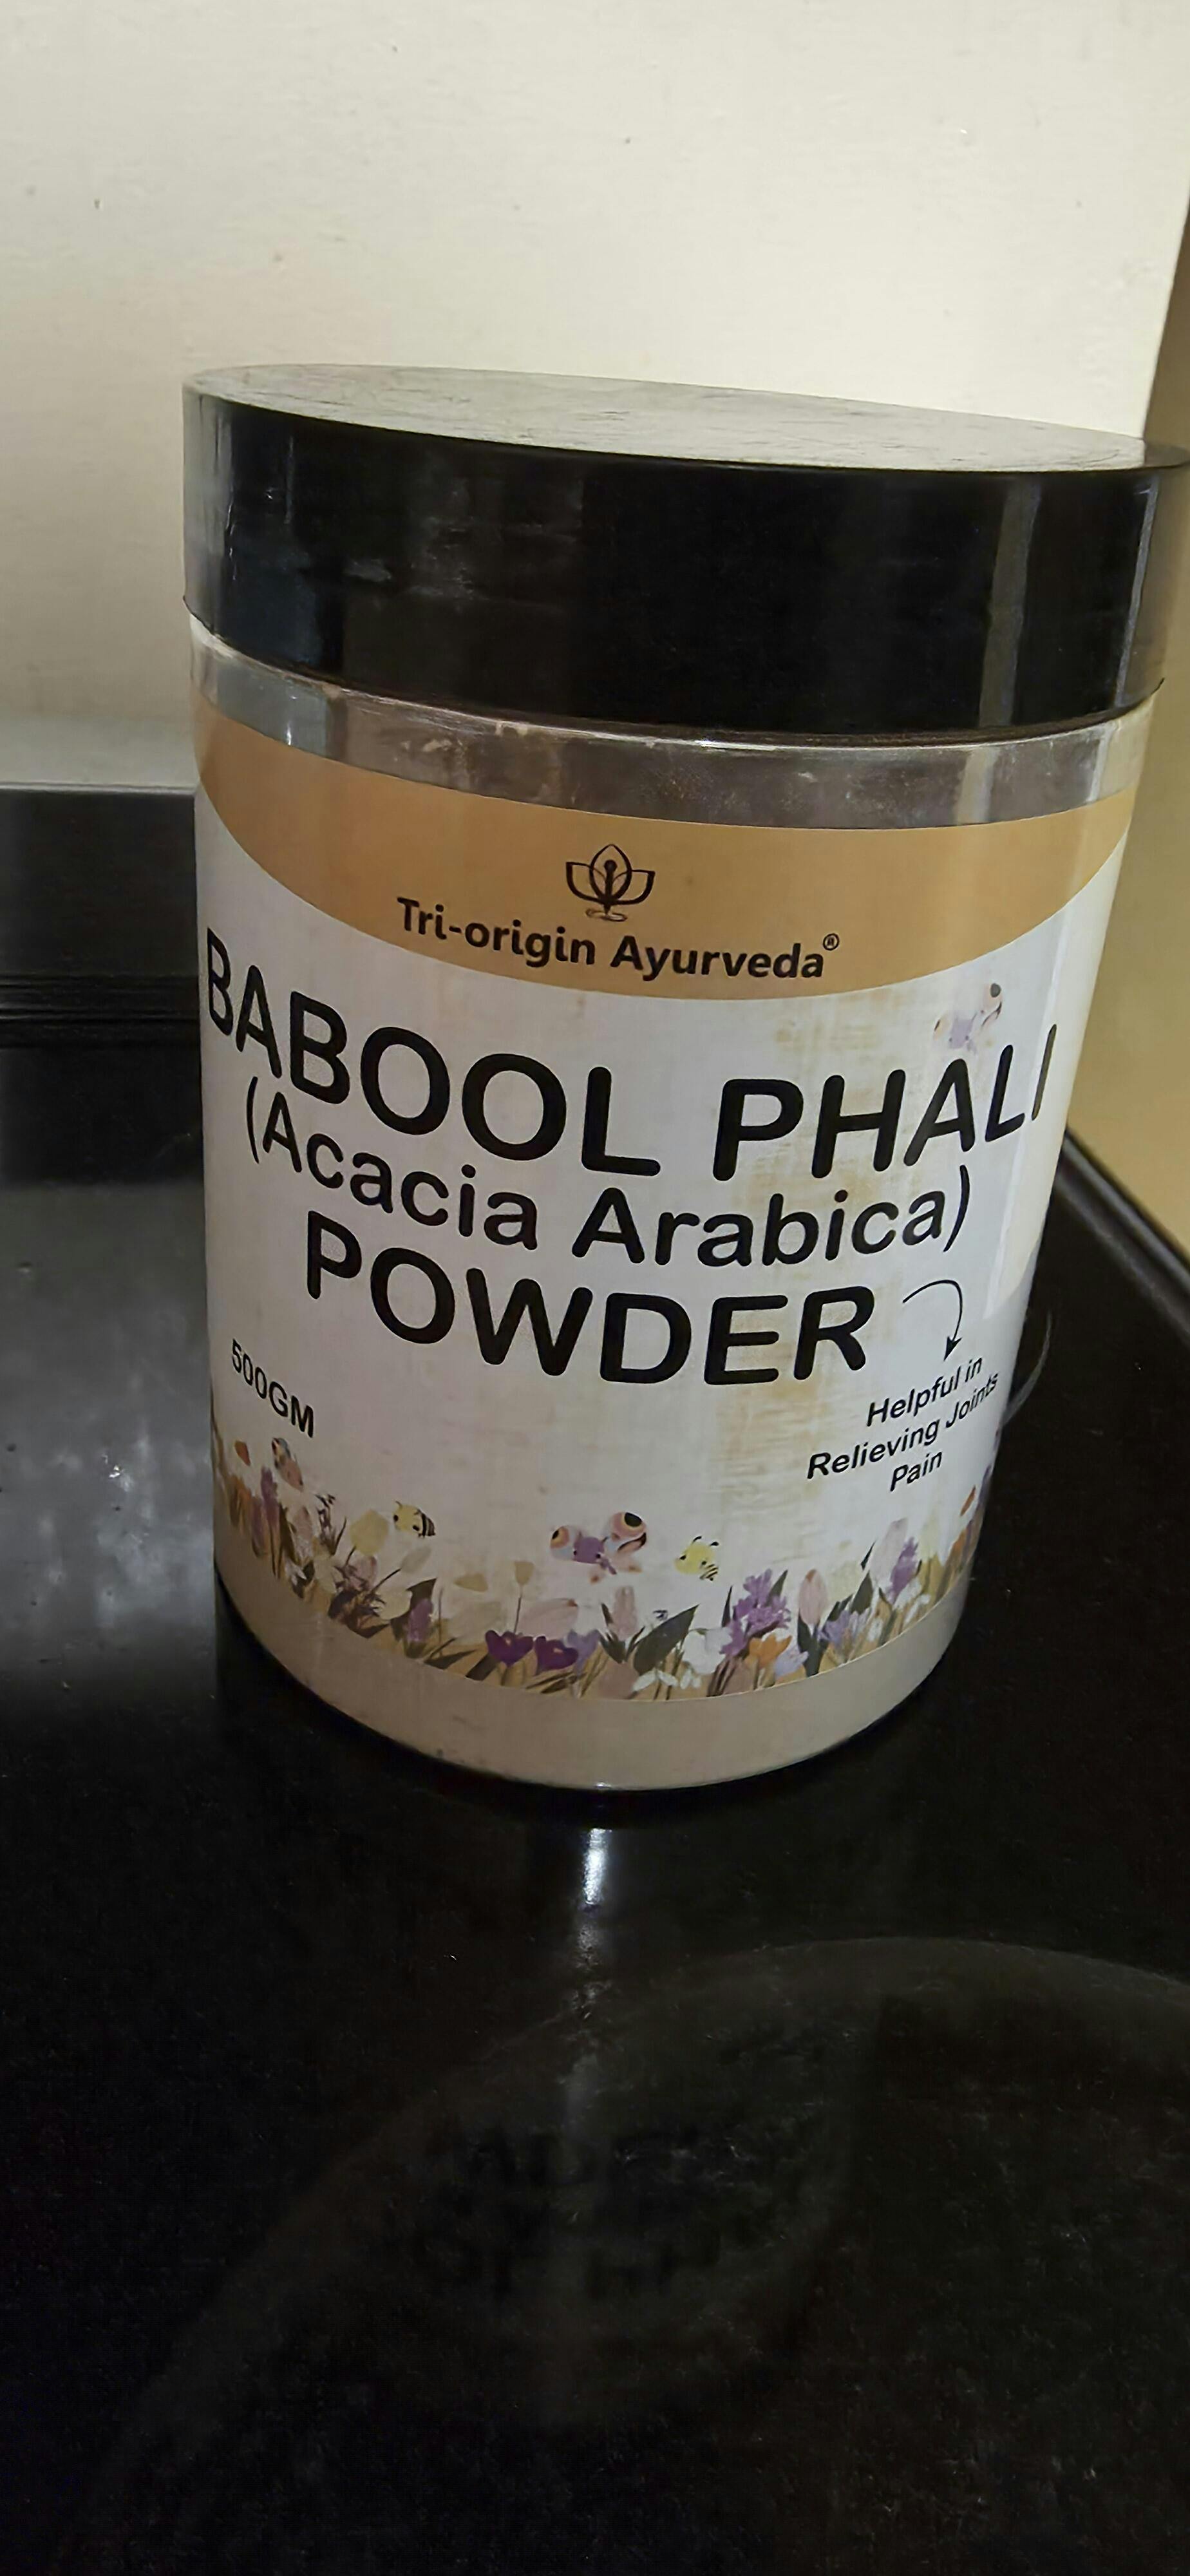 Tri-origin Ayurveda®
BABOOL PHALI
(Acacia Arabica)
POWDER
500GM
Helpful in
Relieving Joints
Pain